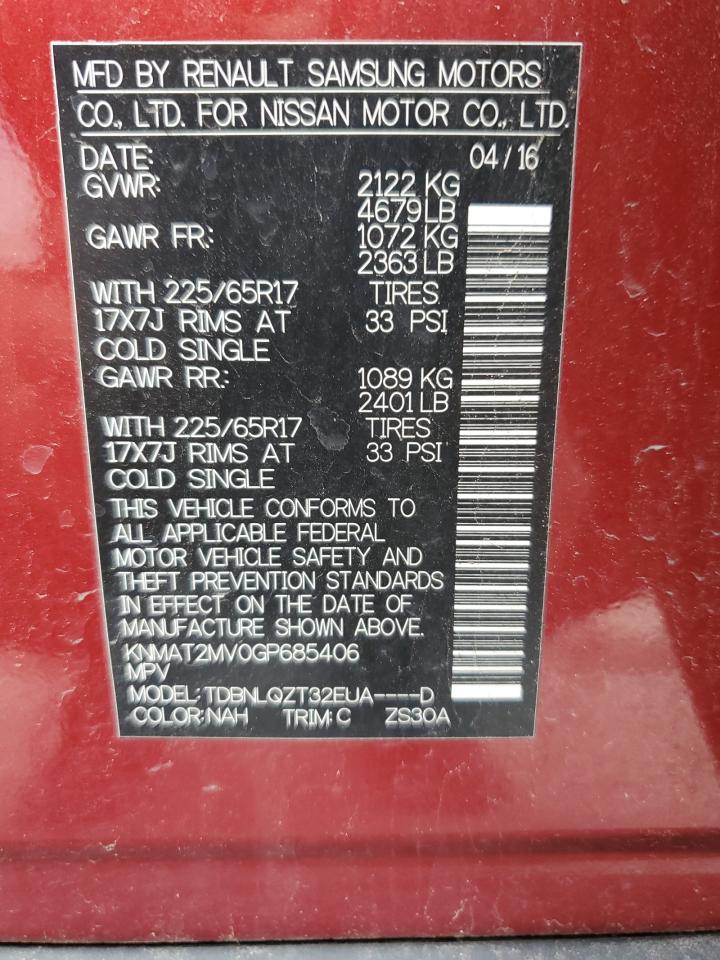 MFD BY RENAULT SAMSUNG MOTORS
CO., LTD. FOR NISSAN MOTOR CO., LTD.
DATE: 04/16
GVWR: 2122 KG
4679 LB
GAWR FR: 1072 KG
2363 LB
WITH 225/65R17 TIRES
17X7J RIMS AT 33 PSI
COLD SINGLE
GAWR RR: 1089 KG
2401 LB
WITH 225/65R17 TIRES
17X7J RIMS AT 33 PSI
COLD SINGLE
THIS VEHICLE CONFORMS TO
ALL APPLICABLE FEDERAL
MOTOR VEHICLE SAFETY AND
THEFT PREVENTION STANDARDS
IN EFFECT ON THE DATE OF
MANUFACTURE SHOWN ABOVE.
KNMAT2MV0GP685406
MPV
MODEL: TDBNLQZT32EUA----D
COLOR: NAH TRIM: C ZS30A